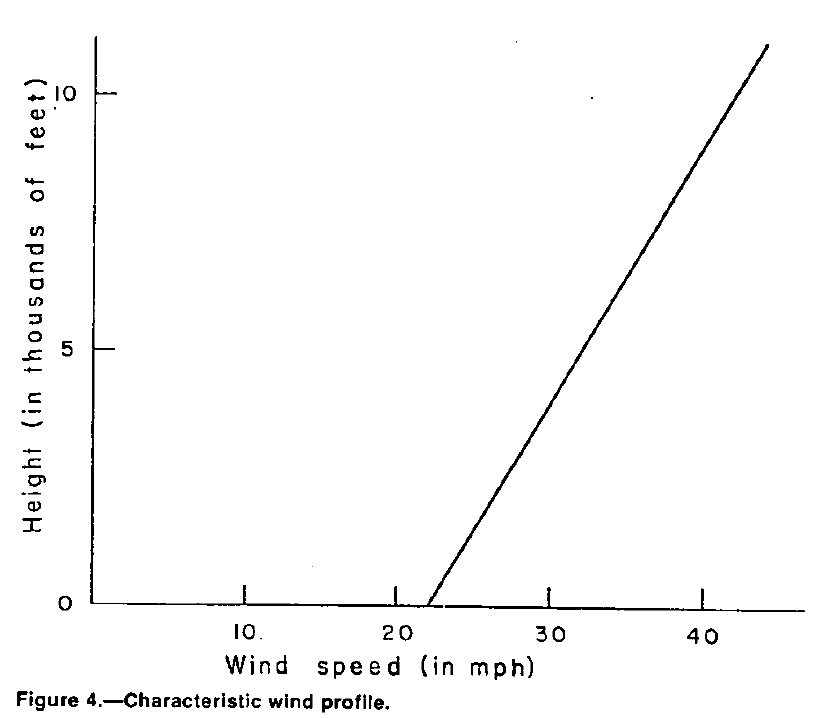 Height (in thousands of feet)
10
5
0
10 20 30 40
Wind speed (in mph)
Figure 4.—Characteristic wind profile.